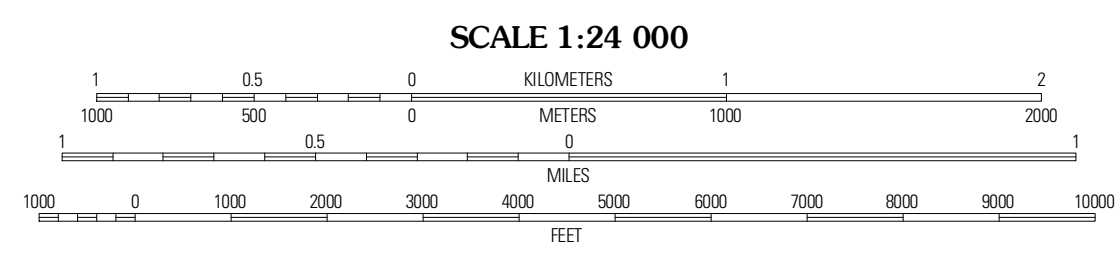 SCALE 1:24 000
1 0.5 0 KILOMETERS 1 2
1000 500 0 METERS 1000 2000
1 0.5 0 1
MILES
1000 0 1000 2000 3000 4000 5000 6000 7000 8000 9000 10000
FEET